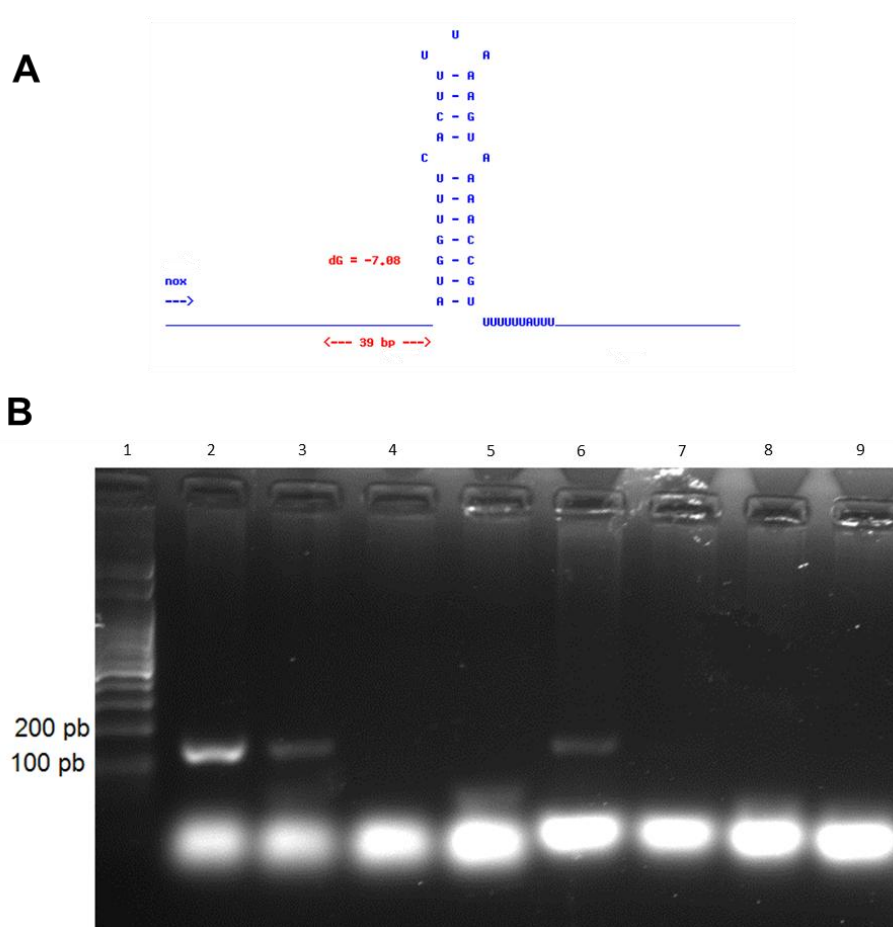 A
U
U A
U - A
U - A
C - G
A - U
C A
U - A
U - A
U - A
G - C
dG = -7.08 G - C
nox U - G
---> A - U
UUUUUUAUUU
<--- 39 bp --->
B
1 2 3 4 5 6 7 8 9
200 pb
100 pb